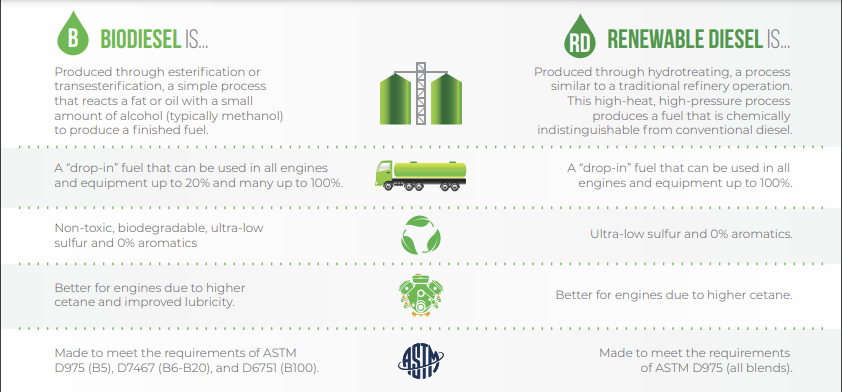 B BIODIESEL IS...
Produced through esterification or
transesterification, a simple process
that reacts a fat or oil with a small
amount of alcohol (typically methanol)
to produce a finished fuel.
RD RENEWABLE DIESEL IS...
Produced through hydrotreating, a process
similar to a traditional refinery operation.
This high-heat, high-pressure process
produces a fuel that is chemically
indistinguishable from conventional diesel.
A “drop-in” fuel that can be used in all engines
and equipment up to 20% and many up to 100%.
A “drop-in” fuel that can be used in all
engines and equipment up to 100%.
Non-toxic, biodegradable, ultra-low
sulfur and 0% aromatics
Ultra-low sulfur and 0% aromatics.
Better for engines due to higher
cetane and improved lubricity.
Better for engines due to higher cetane.
Made to meet the requirements of ASTM
D975 (B5), D7467 (B6-B20), and D6751 (B100).
ASTM
Made to meet the requirements
of ASTM D975 (all blends).